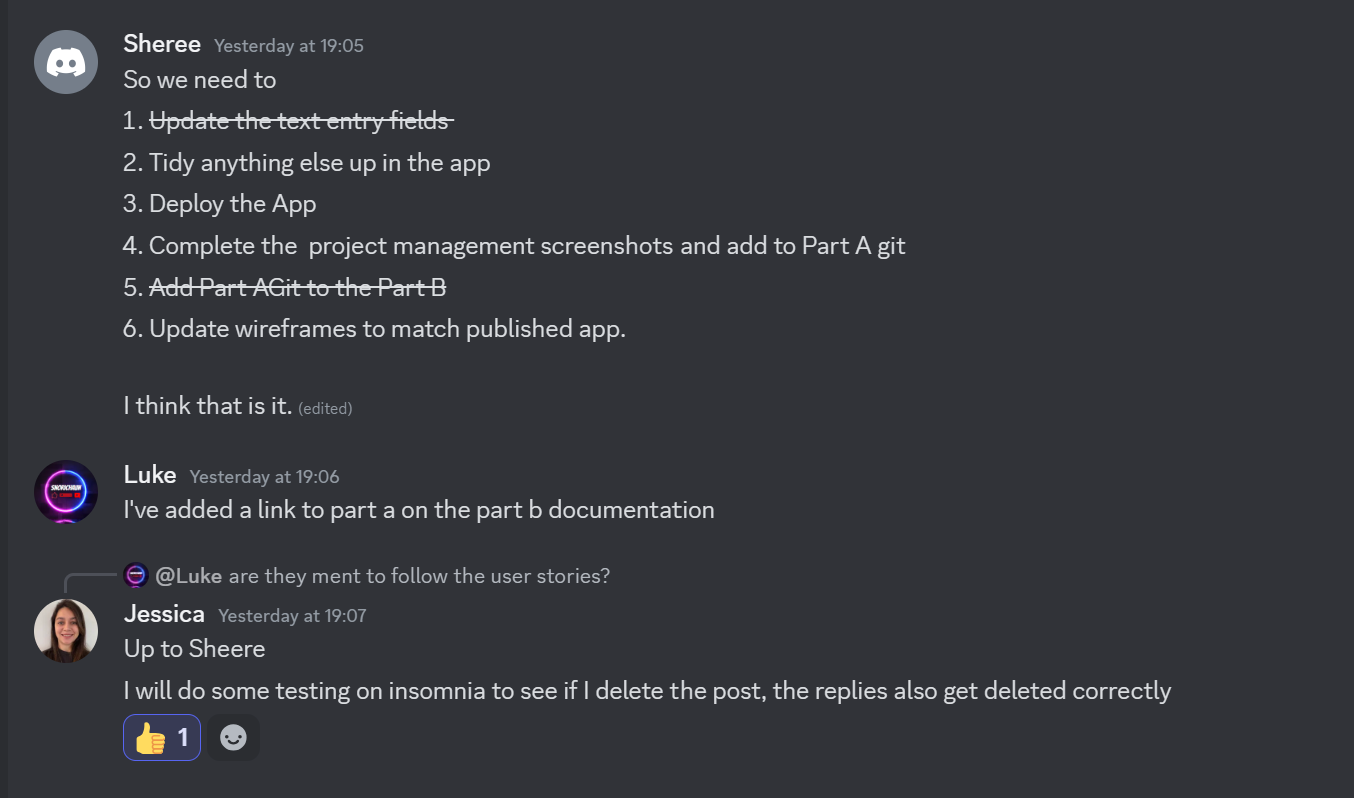 Sheree Yesterday at 19:05
So we need to
1. Update the text entry fields
2. Tidy anything else up in the app
3. Deploy the App
4. Complete the  project management screenshots and add to Part A git
5. Add Part AGit to the Part B
6. Update wireframes to match published app.
I think that is it. (edited)
Luke Yesterday at 19:06
I've added a link to part a on the part b documentation
@Luke are they ment to follow the user stories?
Jessica Yesterday at 19:07
Up to Sheere
I will do some testing on insomnia to see if I delete the post, the replies also get deleted correctly
👍 1